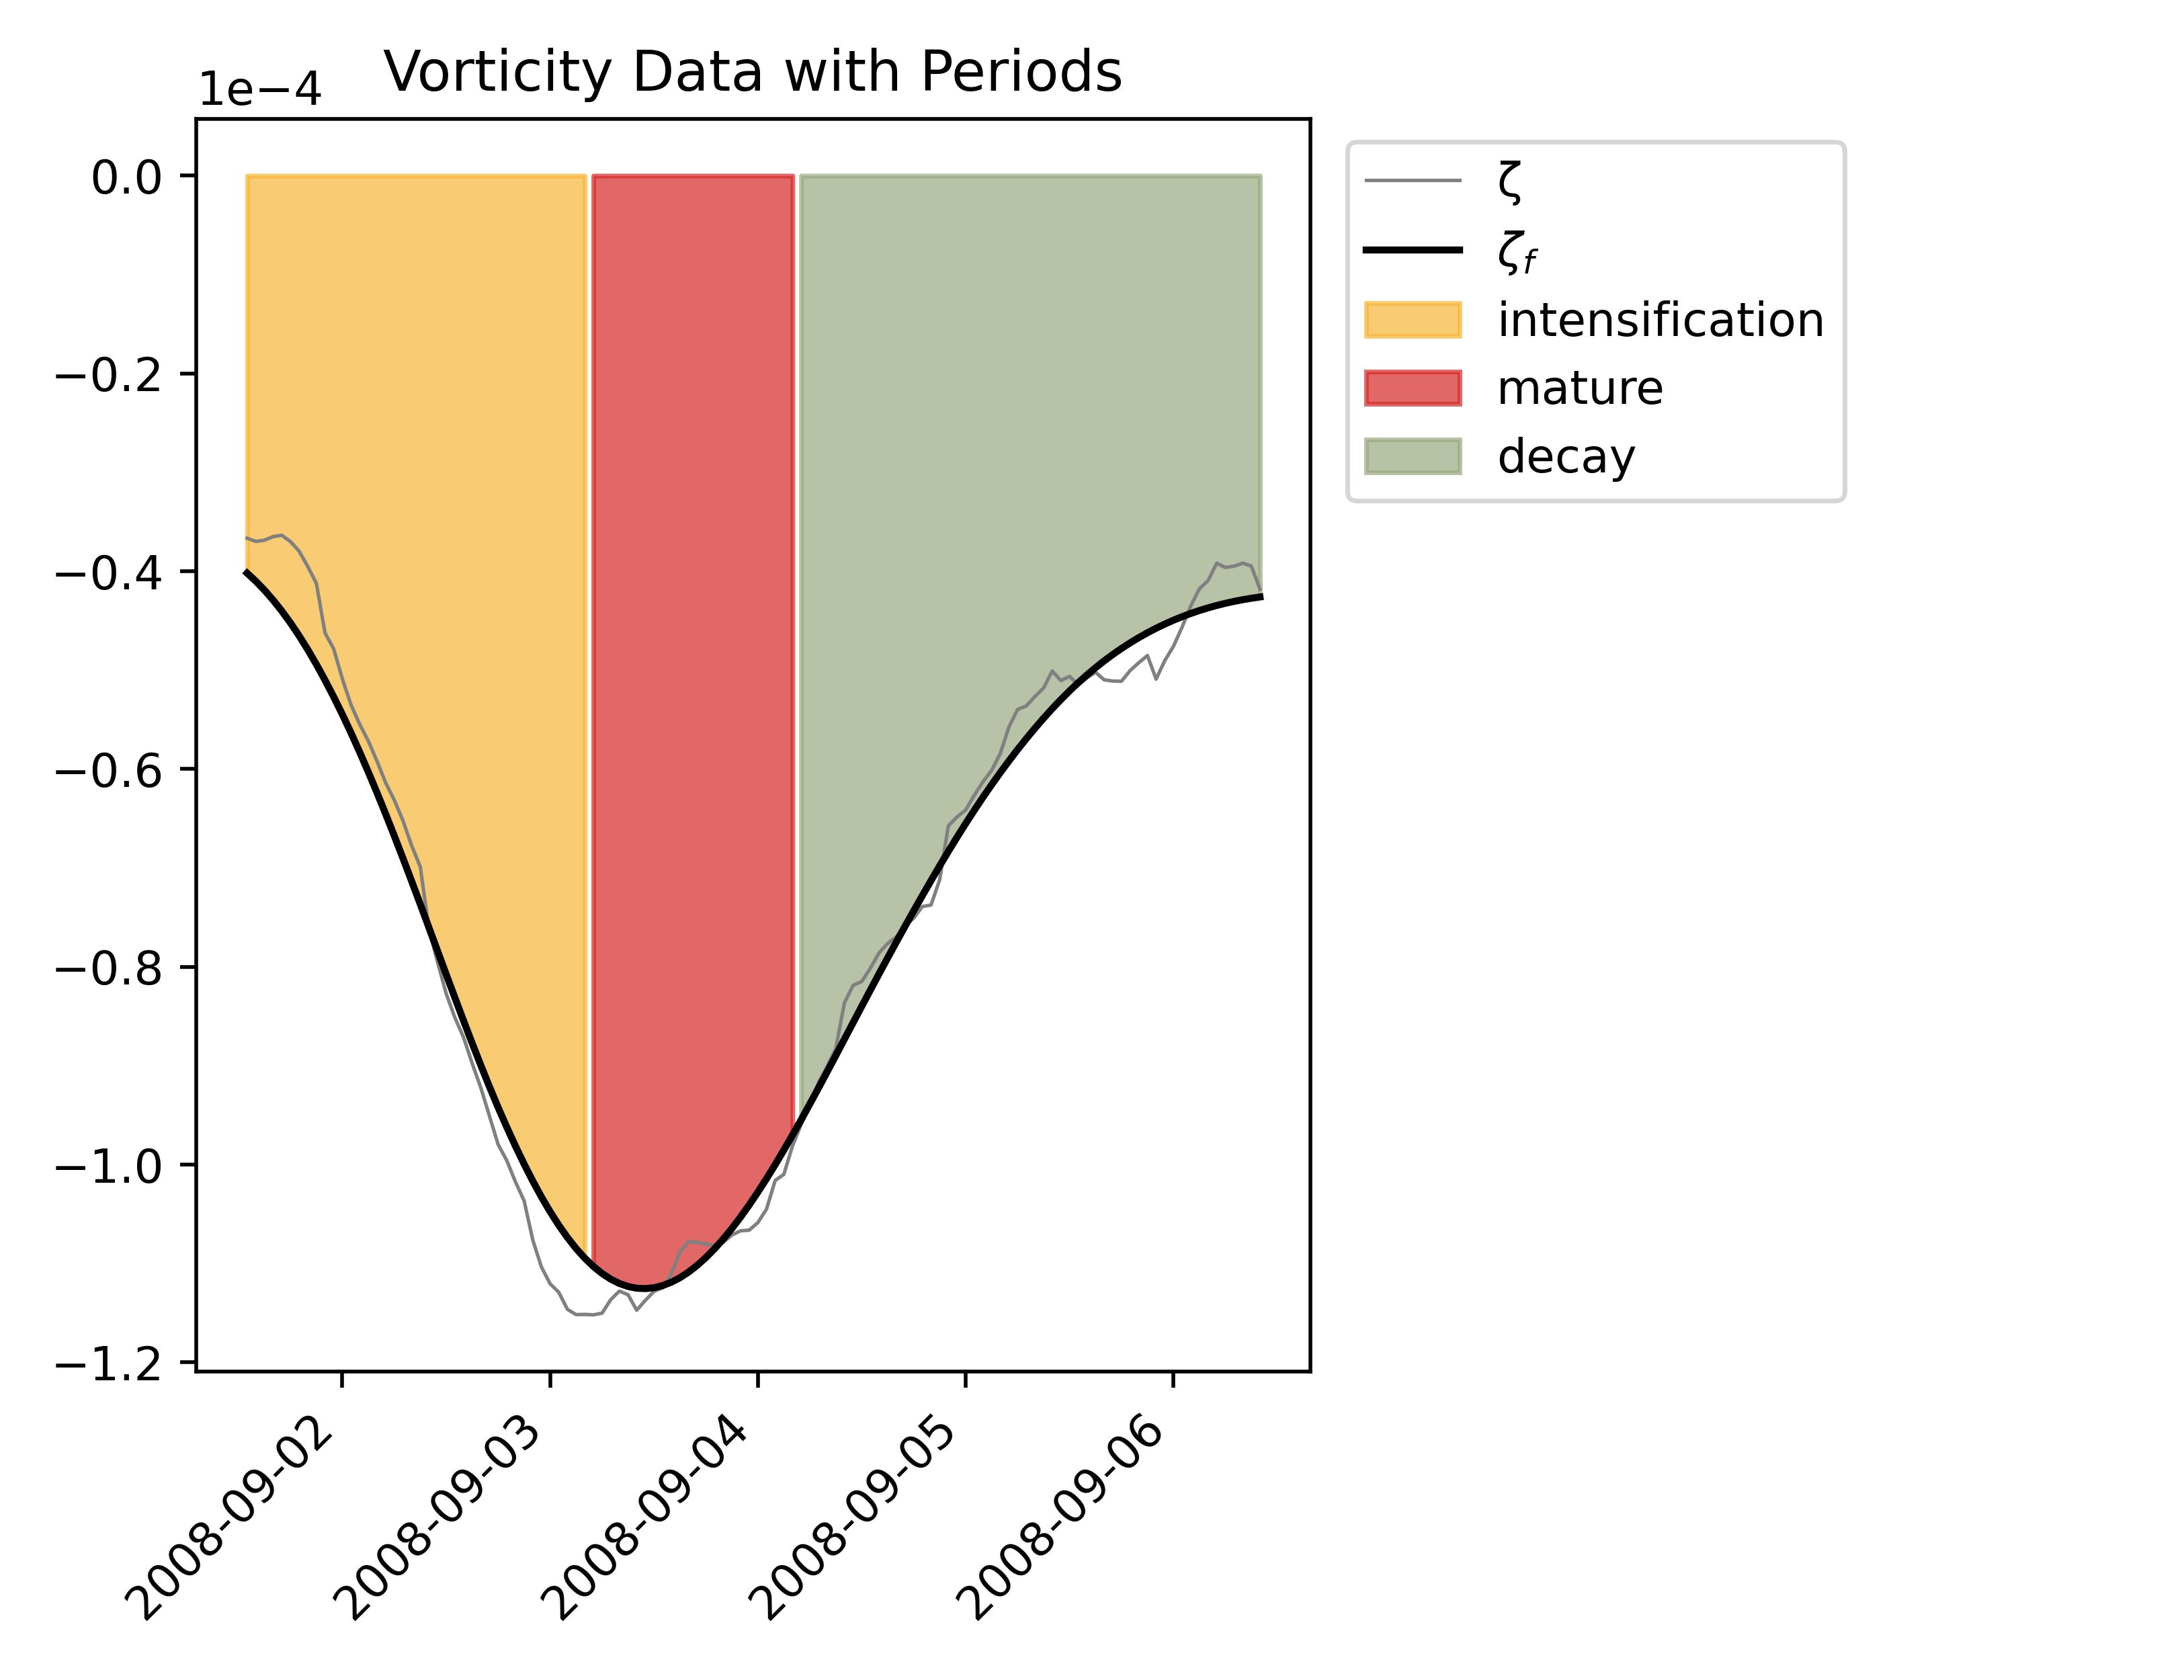 Vorticity Data with Periods
1e−4
0.0
−0.2
−0.4
−0.6
−0.8
−1.0
−1.2
2008-09-02
2008-09-03
2008-09-04
2008-09-05
2008-09-06
ζ
ζf
intensification
mature
decay